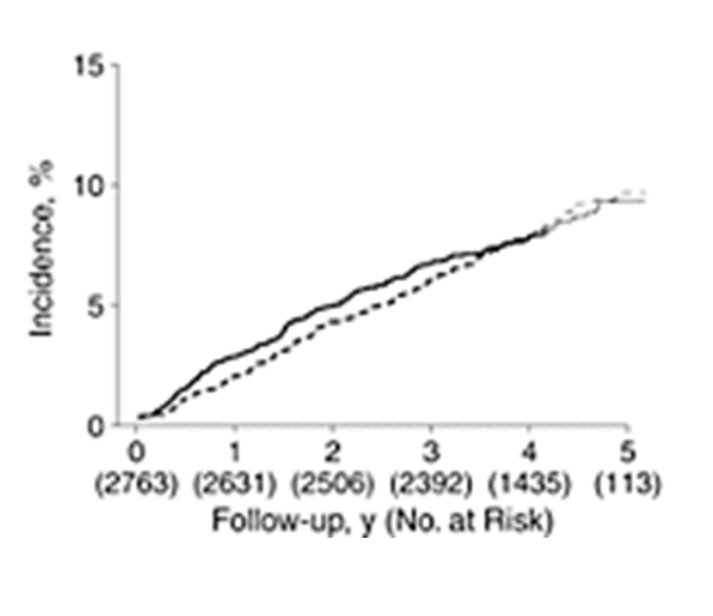 15
10
5
0
Incidence, %
0 1 2 3 4 5
(2763) (2631) (2506) (2392) (1435) (113)
Follow-up, y (No. at Risk)